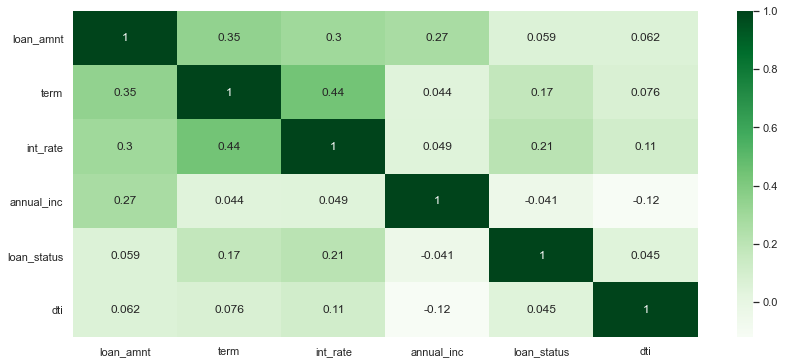 loan_amnt 1 0.35 0.3 0.27 0.059 0.062
term 0.35 1 0.44 0.044 0.17 0.076
int_rate 0.3 0.44 1 0.049 0.21 0.11
annual_inc 0.27 0.044 0.049 1 -0.041 -0.12
loan_status 0.059 0.17 0.21 -0.041 1 0.045
dti 0.062 0.076 0.11 -0.12 0.045 1
loan_amnt term int_rate annual_inc loan_status dti
1.0
0.8
0.6
0.4
0.2
0.0